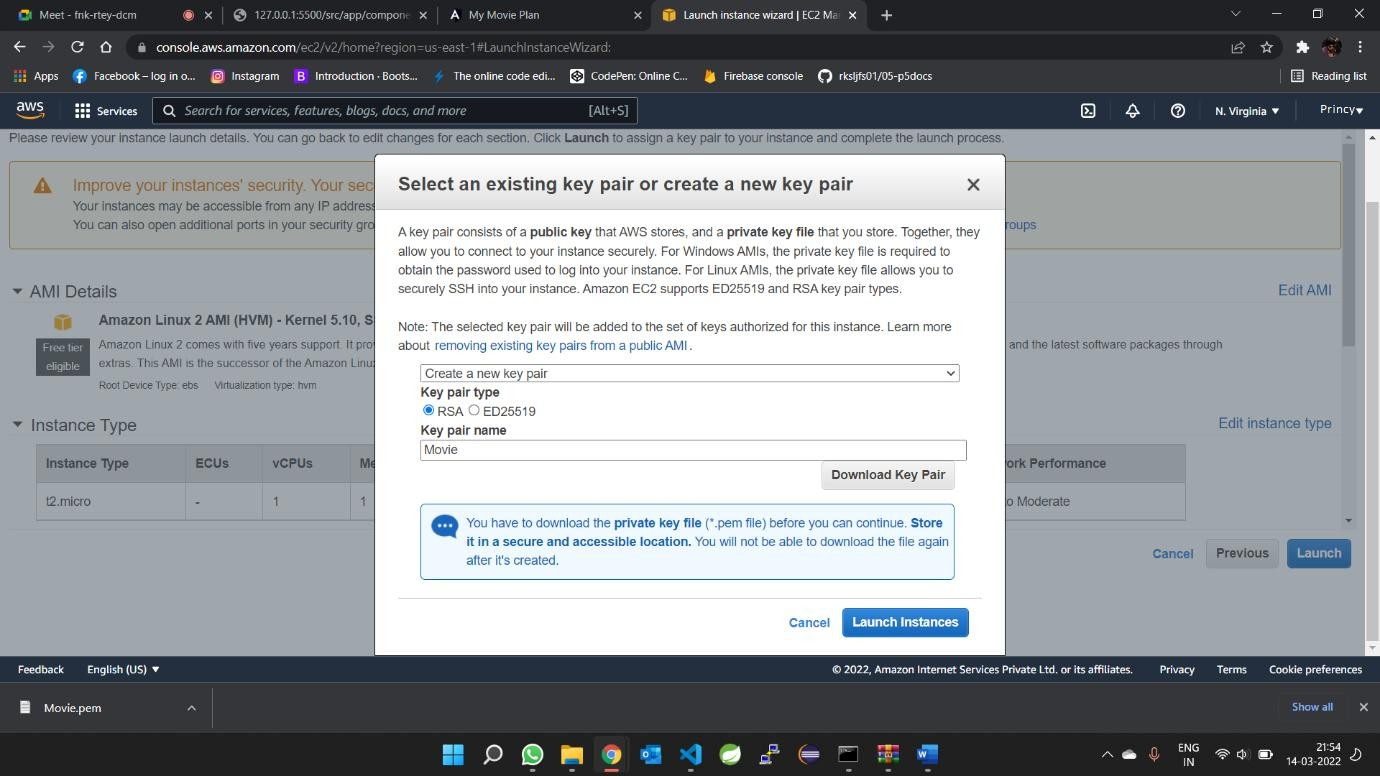 Meet - fnk-rtey-dcm
127.0.0.1:5500/src/app/compone
My Movie Plan
Launch instance wizard | EC2 Ma
console.aws.amazon.com/ec2/v2/home?region=us-east-1#LaunchInstanceWizard:
Apps
Facebook – log in o...
Instagram
Introduction · Boots...
The online code edi...
CodePen: Online C...
Firebase console
rksljfs01/05-p5docs
Reading list
aws
Services
Search for services, features, blogs, docs, and more
[Alt+S]
N. Virginia
Princy
Please review your instance launch details. You can go back to edit changes for each section. Click Launch to assign a key pair to your instance and complete the launch process.
Improve your instances' security. Your sec
Your instances may be accessible from any IP address
You can also open additional ports in your security gro
roups
AMI Details
Edit AMI
Amazon Linux 2 AMI (HVM) - Kernel 5.10, S
Free tier
eligible
Amazon Linux 2 comes with five years support. It pro
and the latest software packages through
extras. This AMI is the successor of the Amazon Linu
Root Device Type: ebs Virtualization type: hvm
Instance Type
Edit instance type
Instance Type
ECUs
vCPUs
Me
ork Performance
t2.micro
-
1
1
o Moderate
Cancel
Previous
Launch
Select an existing key pair or create a new key pair
A key pair consists of a public key that AWS stores, and a private key file that you store. Together, they
allow you to connect to your instance securely. For Windows AMIs, the private key file is required to
obtain the password used to log into your instance. For Linux AMIs, the private key file allows you to
securely SSH into your instance. Amazon EC2 supports ED25519 and RSA key pair types.
Note: The selected key pair will be added to the set of keys authorized for this instance. Learn more
about removing existing key pairs from a public AMI.
Create a new key pair
Key pair type
RSA ED25519
Key pair name
Movie
Download Key Pair
You have to download the private key file (*.pem file) before you can continue. Store
it in a secure and accessible location. You will not be able to download the file again
after it's created.
Cancel
Launch Instances
Feedback
English (US)
© 2022, Amazon Internet Services Private Ltd. or its affiliates.
Privacy
Terms
Cookie preferences
Movie.pem
Show all
ENG
IN
21:54
14-03-2022